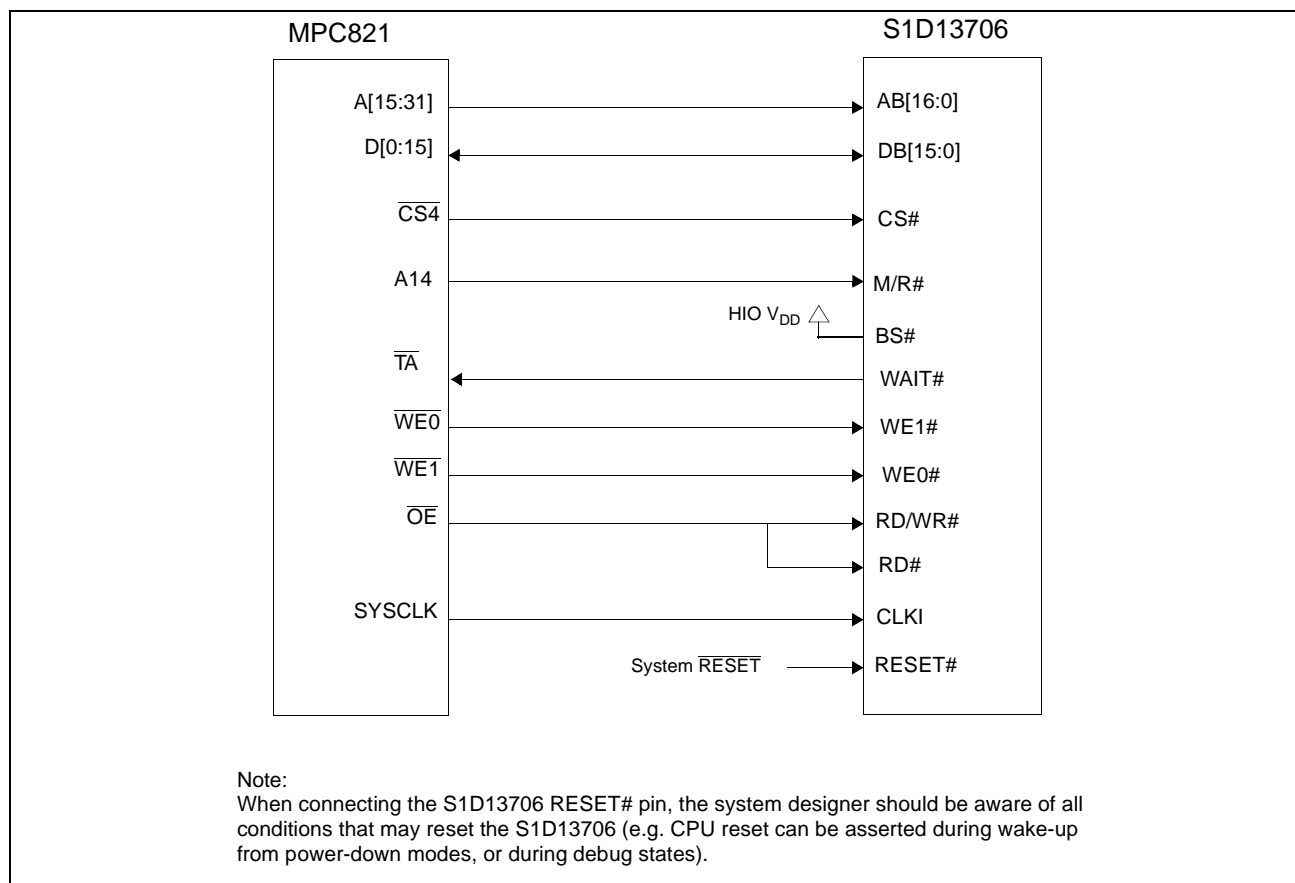 MPC821
S1D13706
A[15:31]
AB[16:0]
D[0:15]
DB[15:0]
CS4
CS#
A14
M/R#
HIO VDD
BS#
TA
WAIT#
WE0
WE1#
WE1
WE0#
OE
RD/WR#
RD#
SYSCLK
CLKI
System RESET
RESET#
Note:
When connecting the S1D13706 RESET# pin, the system designer should be aware of all
conditions that may reset the S1D13706 (e.g. CPU reset can be asserted during wake-up
from power-down modes, or during debug states).